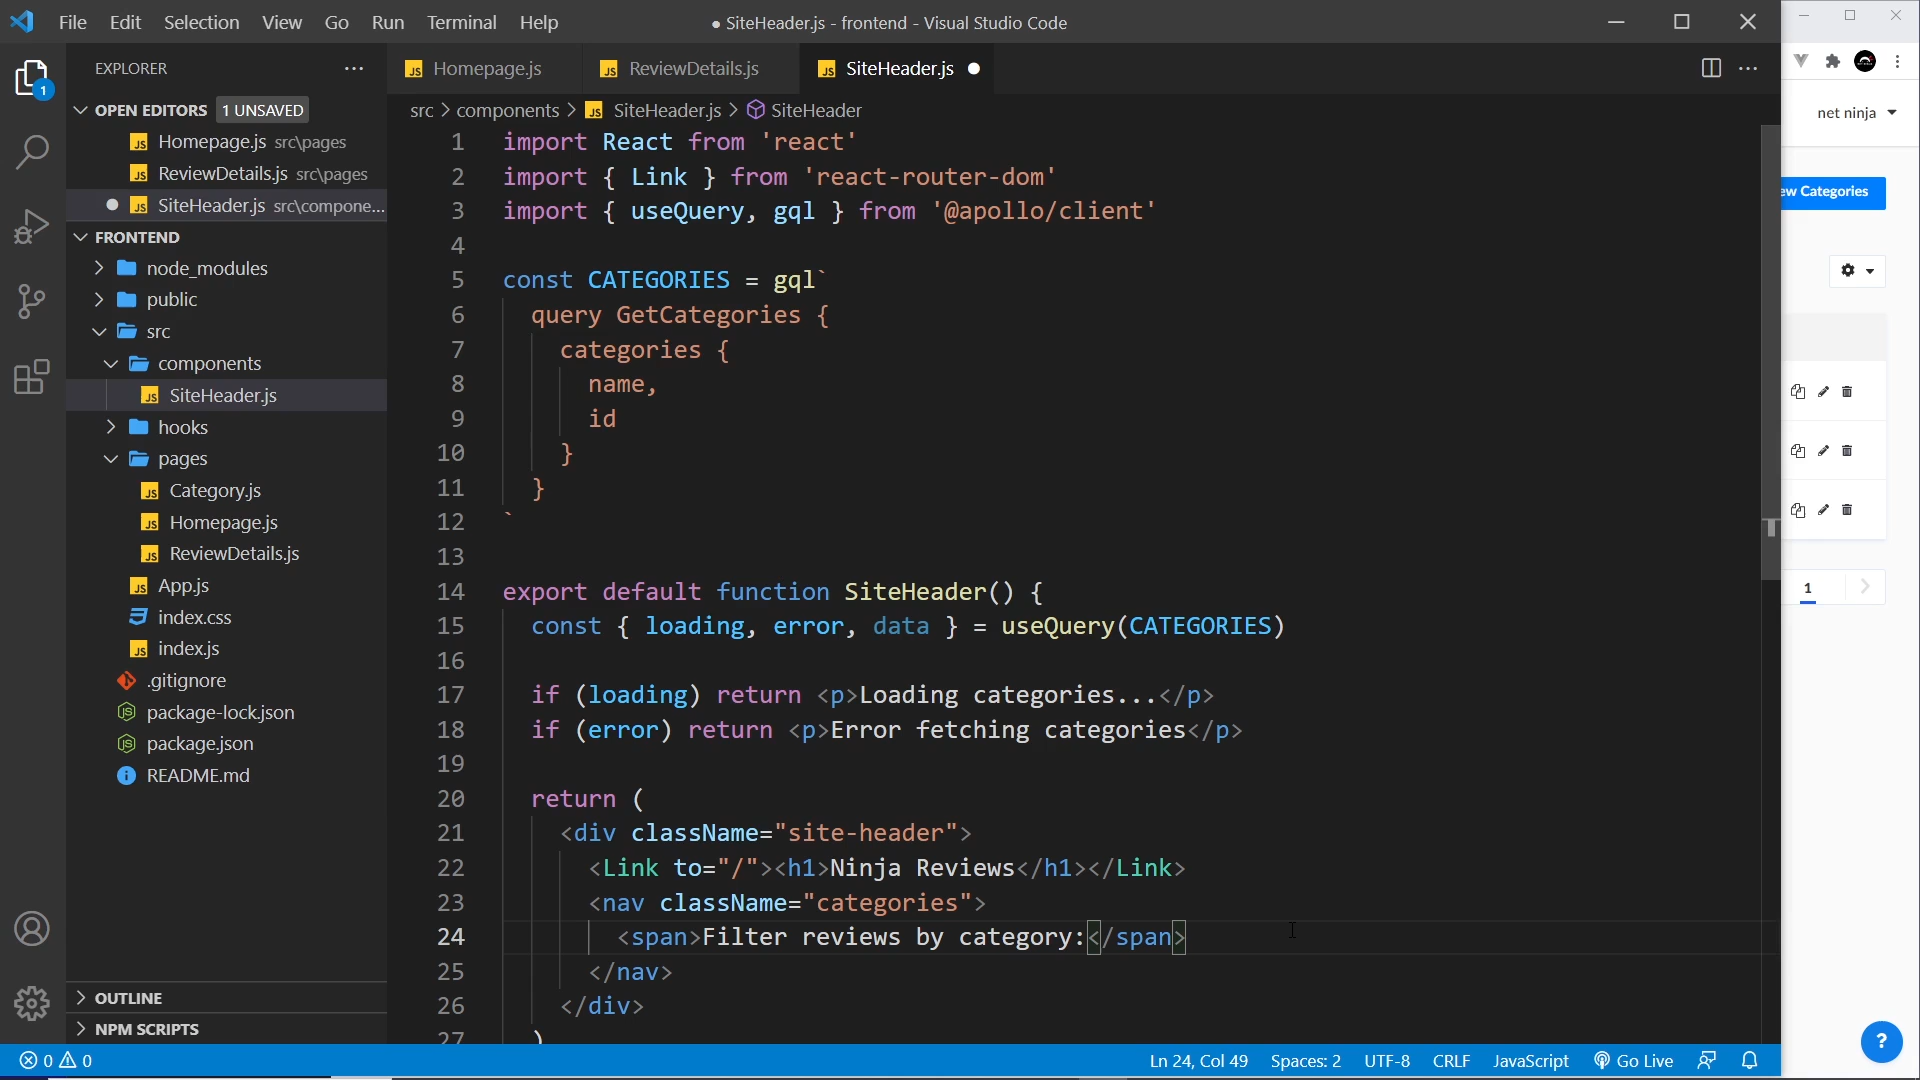 File Edit Selection View Go Run Terminal Help
● SiteHeader.js - frontend - Visual Studio Code
EXPLORER
OPEN EDITORS 1 UNSAVED
Homepage.js src\pages
ReviewDetails.js src\pages
SiteHeader.js src\compone...
FRONTEND
node_modules
public
src
components
SiteHeader.js
hooks
pages
Category.js
Homepage.js
ReviewDetails.js
App.js
index.css
index.js
.gitignore
package-lock.json
package.json
README.md
OUTLINE
NPM SCRIPTS
Homepage.js ReviewDetails.js SiteHeader.js
src > components > SiteHeader.js > SiteHeader
1 import React from 'react'
2 import { Link } from 'react-router-dom'
3 import { useQuery, gql } from '@apollo/client'
4
5 const CATEGORIES = gql`
6 query GetCategories {
7 categories {
8 name,
9 id
10 }
11 }
12 `
13
14 export default function SiteHeader() {
15 const { loading, error, data } = useQuery(CATEGORIES)
16
17 if (loading) return <p>Loading categories...</p>
18 if (error) return <p>Error fetching categories</p>
19
20 return (
21 <div className="site-header">
22 <Link to="/"><h1>Ninja Reviews</h1></Link>
23 <nav className="categories">
24 <span>Filter reviews by category:</span>
25 </nav>
26 </div>
27 )
0 0
Ln 24, Col 49 Spaces: 2 UTF-8 CRLF JavaScript Go Live
net ninja
ew Categories
1
?